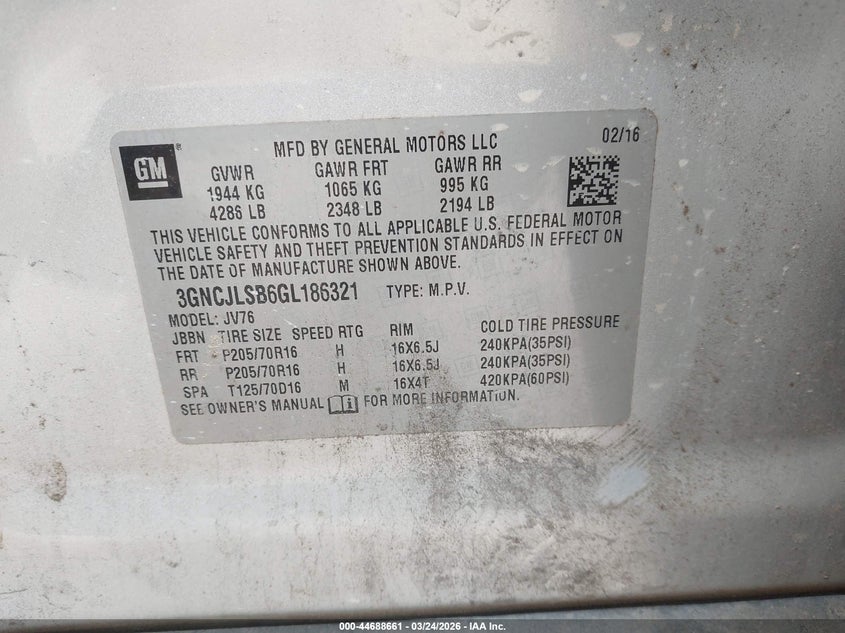 GM
MFD BY GENERAL MOTORS LLC 02/16
GVWR GAWR FRT GAWR RR
1944 KG 1065 KG 995 KG
4286 LB 2348 LB 2194 LB
THIS VEHICLE CONFORMS TO ALL APPLICABLE U.S. FEDERAL MOTOR
VEHICLE SAFETY AND THEFT PREVENTION STANDARDS IN EFFECT ON
THE DATE OF MANUFACTURE SHOWN ABOVE.
3GNCJLSB6GL186321 TYPE: M.P.V.
MODEL: JV76
JBBN TIRE SIZE SPEED RTG RIM COLD TIRE PRESSURE
FRT P205/70R16 H 16X6.5J 240KPA(35PSI)
RR P205/70R16 H 16X6.5J 240KPA(35PSI)
SPA T125/70D16 M 16X4T 420KPA(60PSI)
SEE OWNER'S MANUAL FOR MORE INFORMATION.
000-44688661 — 03/24/2026 — IAA Inc.